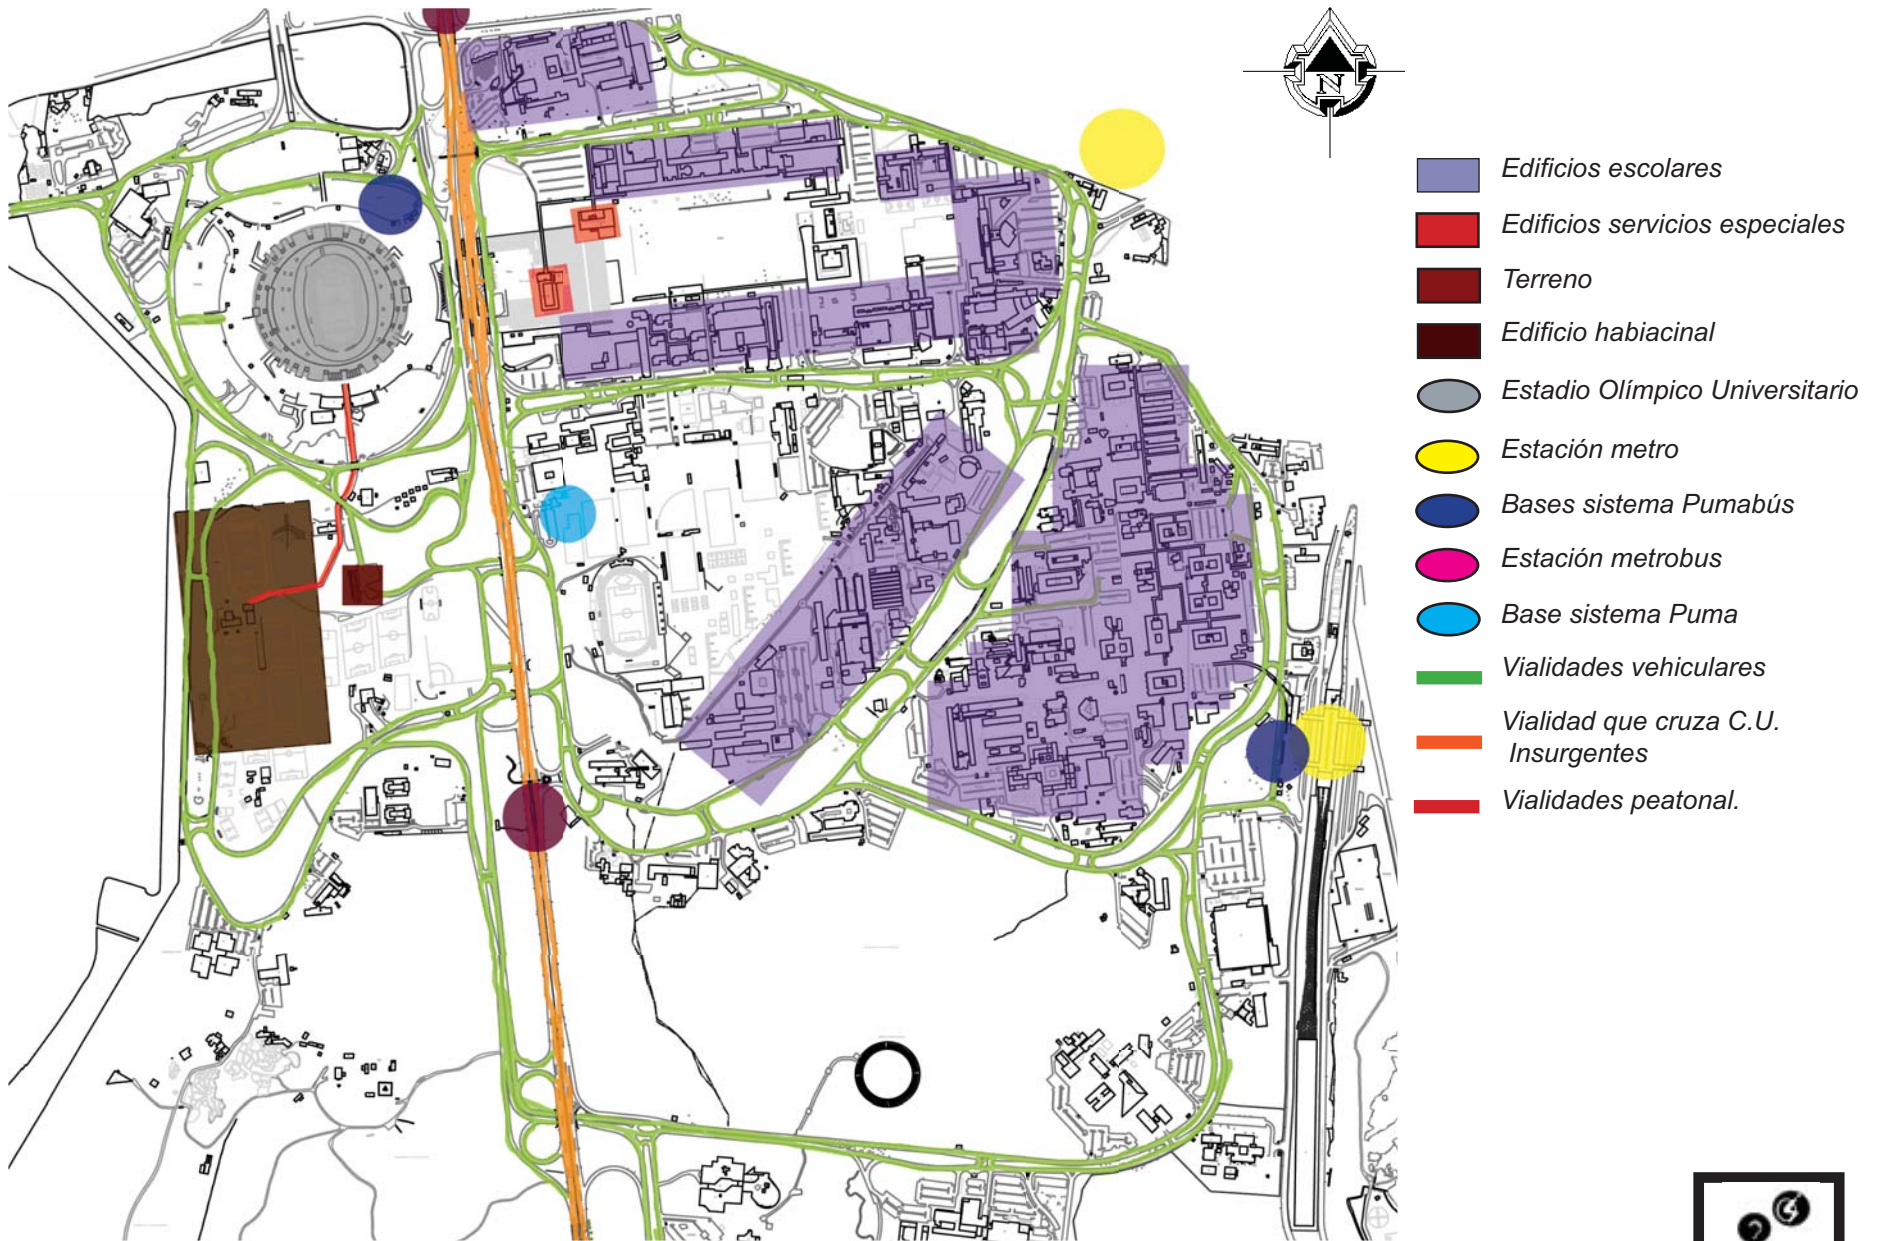 N
Edificios escolares
Edificios servicios especiales
Terreno
Edificio habiacinal
Estadio Olímpico Universitario
Estación metro
Bases sistema Pumabús
Estación metrobus
Base sistema Puma
Vialidades vehiculares
Vialidad que cruza C.U.
Insurgentes
Vialidades peatonal.